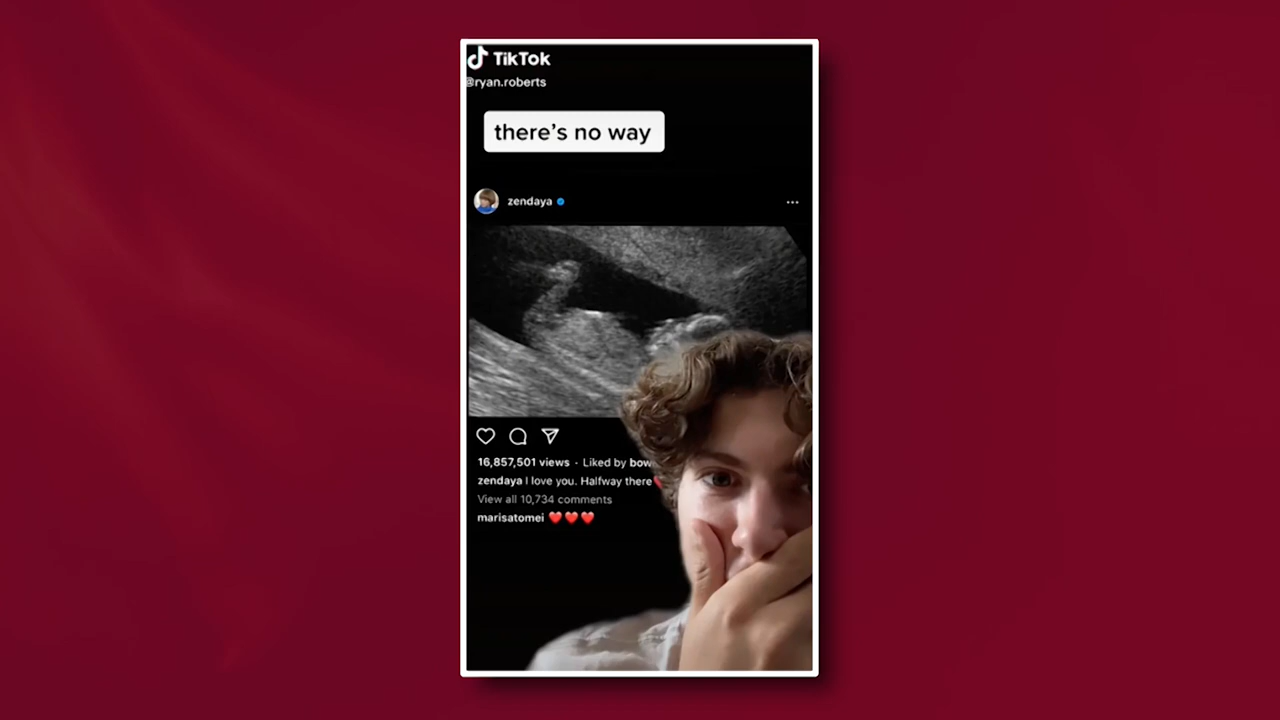 TikTok
@ryan.roberts
there's no way
zendaya
16,857,501 views · Liked by bow
zendaya I love you. Halfway there
View all 10,734 comments
marisatomei ❤️❤️❤️